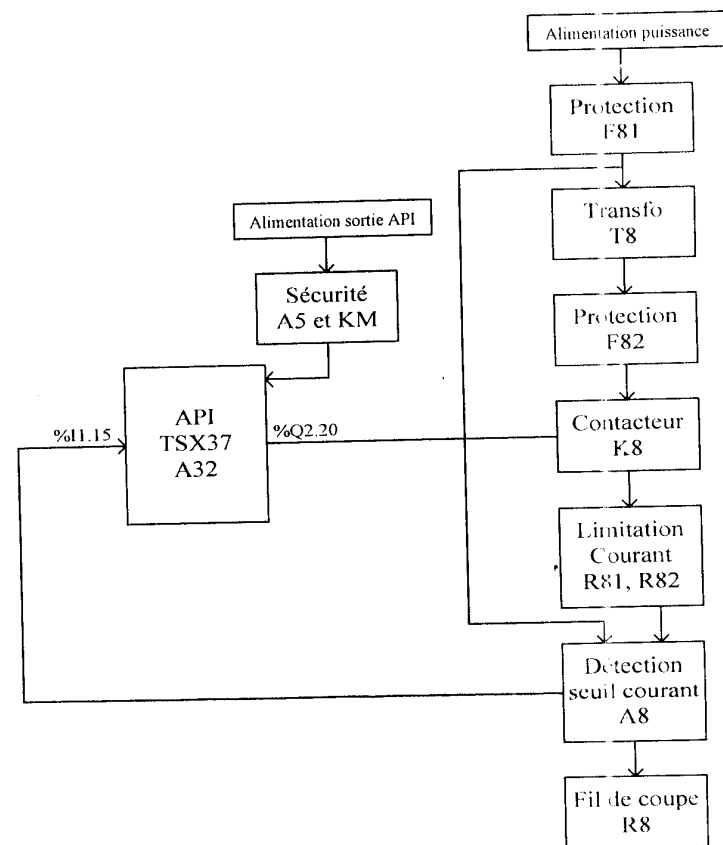 Alimentation puissance
Protection
F81
Transfo
T8
Alimentation sortie API
Sécurité
A5 et KM
Protection
F82
API
TSX37
A32
%I1.15
%Q2.20
Contacteur
K8
Limitation
Courant
R81, R82
Détection
seuil courant
A8
Fil de coupe
R8